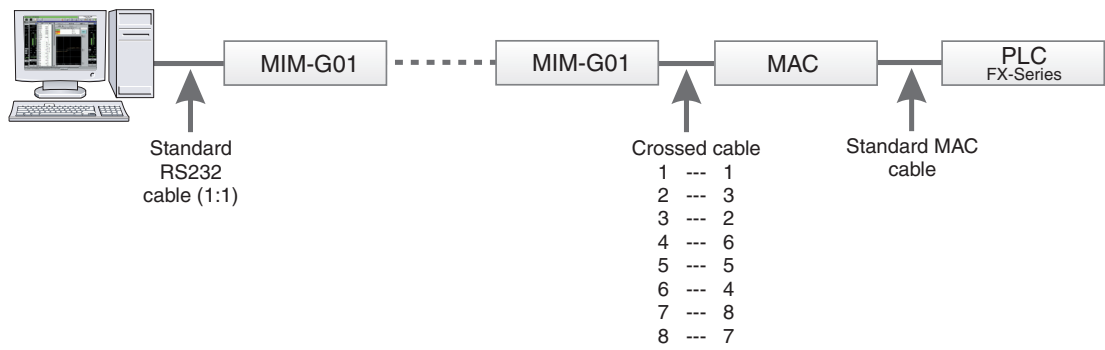 MIM-G01
MIM-G01
MAC
PLC
FX-Series
Standard
RS232
cable (1:1)
Crossed cable
1 --- 1
2 --- 3
3 --- 2
4 --- 6
5 --- 5
6 --- 4
7 --- 8
8 --- 7
Standard MAC
cable